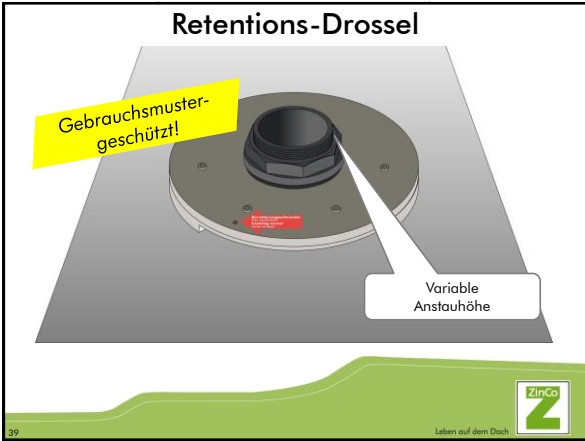 Retentions-Drossel
Gebrauchsmuster-
geschützt!
Variable
Anstauhöhe
39
Leben auf dem Dach
ZinCo